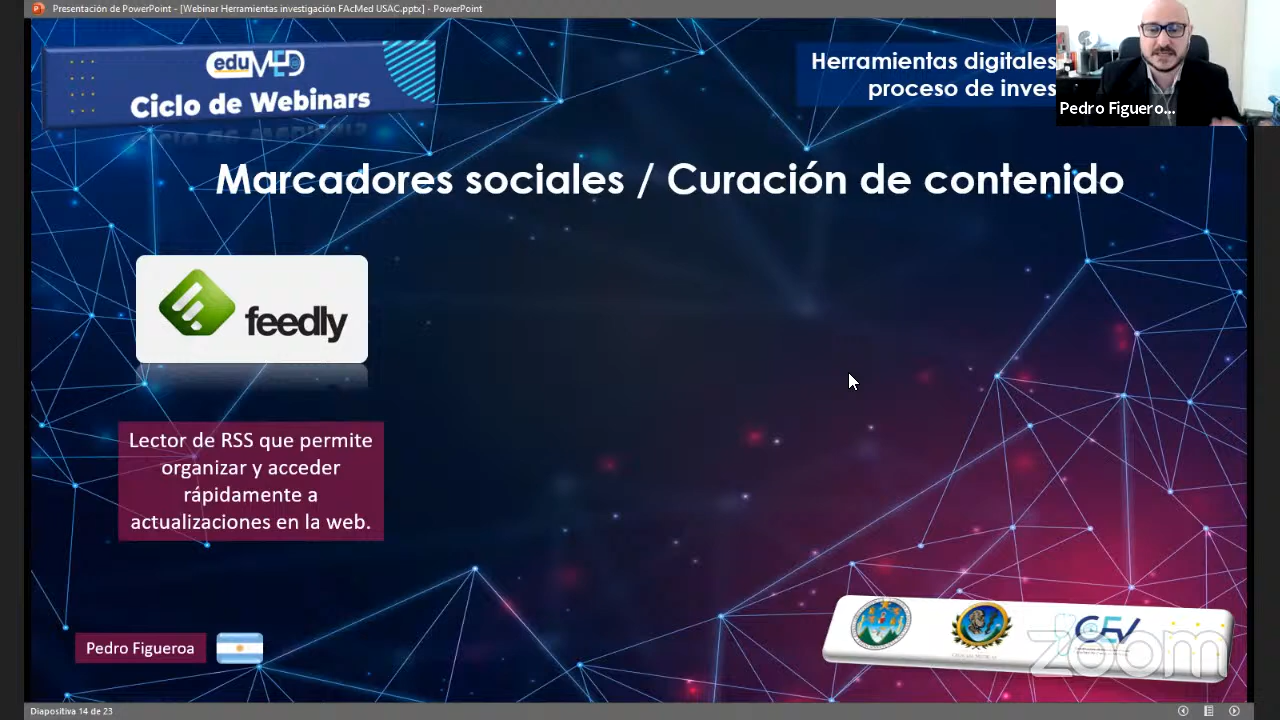 Presentación de PowerPoint - [Webinar Herramientas investigación FAcMed USAC.pptx] - PowerPoint
eduMED
Ciclo de Webinars
Herramientas digitales
proceso de inves
Pedro Figuero...
Marcadores sociales / Curación de contenido
feedly
Lector de RSS que permite
organizar y acceder
rápidamente a
actualizaciones en la web.
Pedro Figueroa
CEV
zoom
Diapositiva 14 de 23